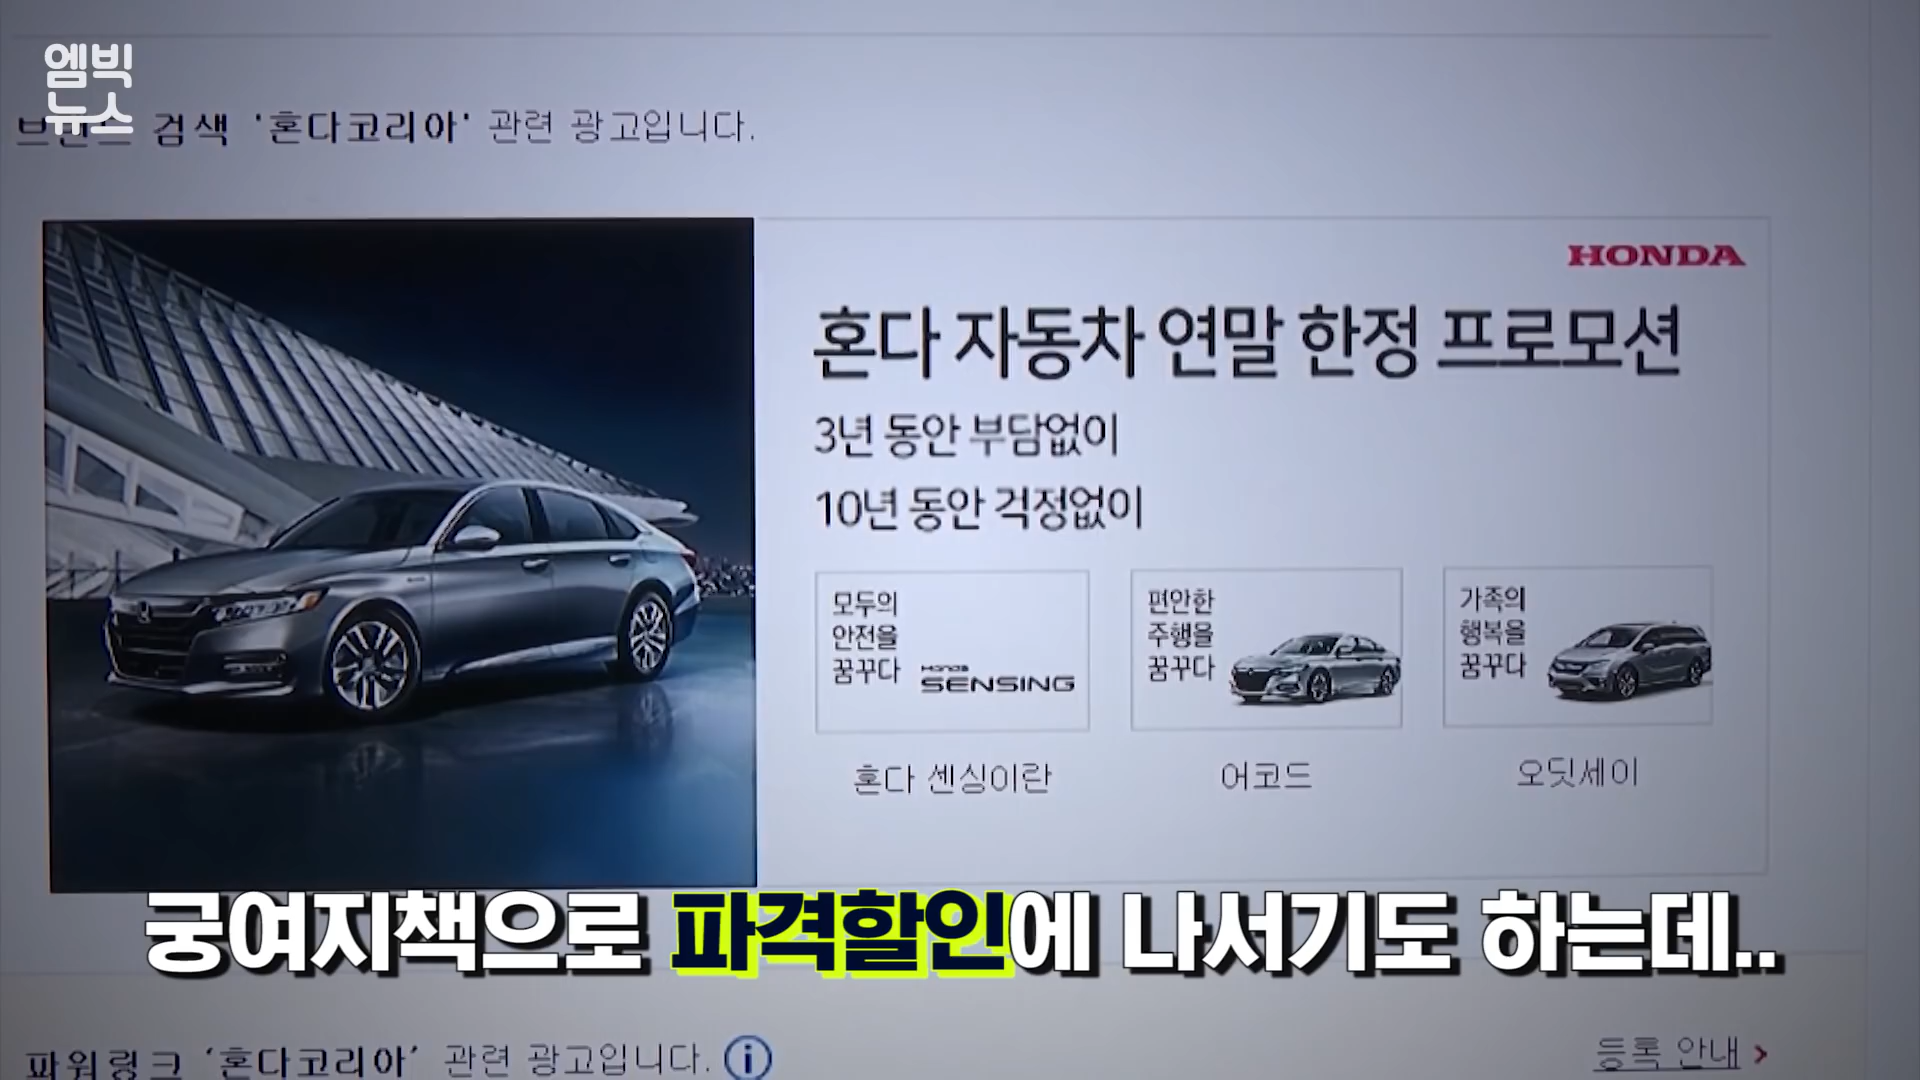 엠빅
뉴스
브랜드 검색 '혼다코리아' 관련 광고입니다.
HONDA
혼다 자동차 연말 한정 프로모션
3년 동안 부담없이
10년 동안 걱정없이
모두의
안전을
꿈꾸다
HONDA
SENSING
편안한
주행을
꿈꾸다
가족의
행복을
꿈꾸다
혼다 센싱이란
어코드
오딧세이
궁여지책으로 파격할인에 나서기도 하는데..
파워링크 '혼다코리아' 관련 광고입니다. i
등록 안내 >